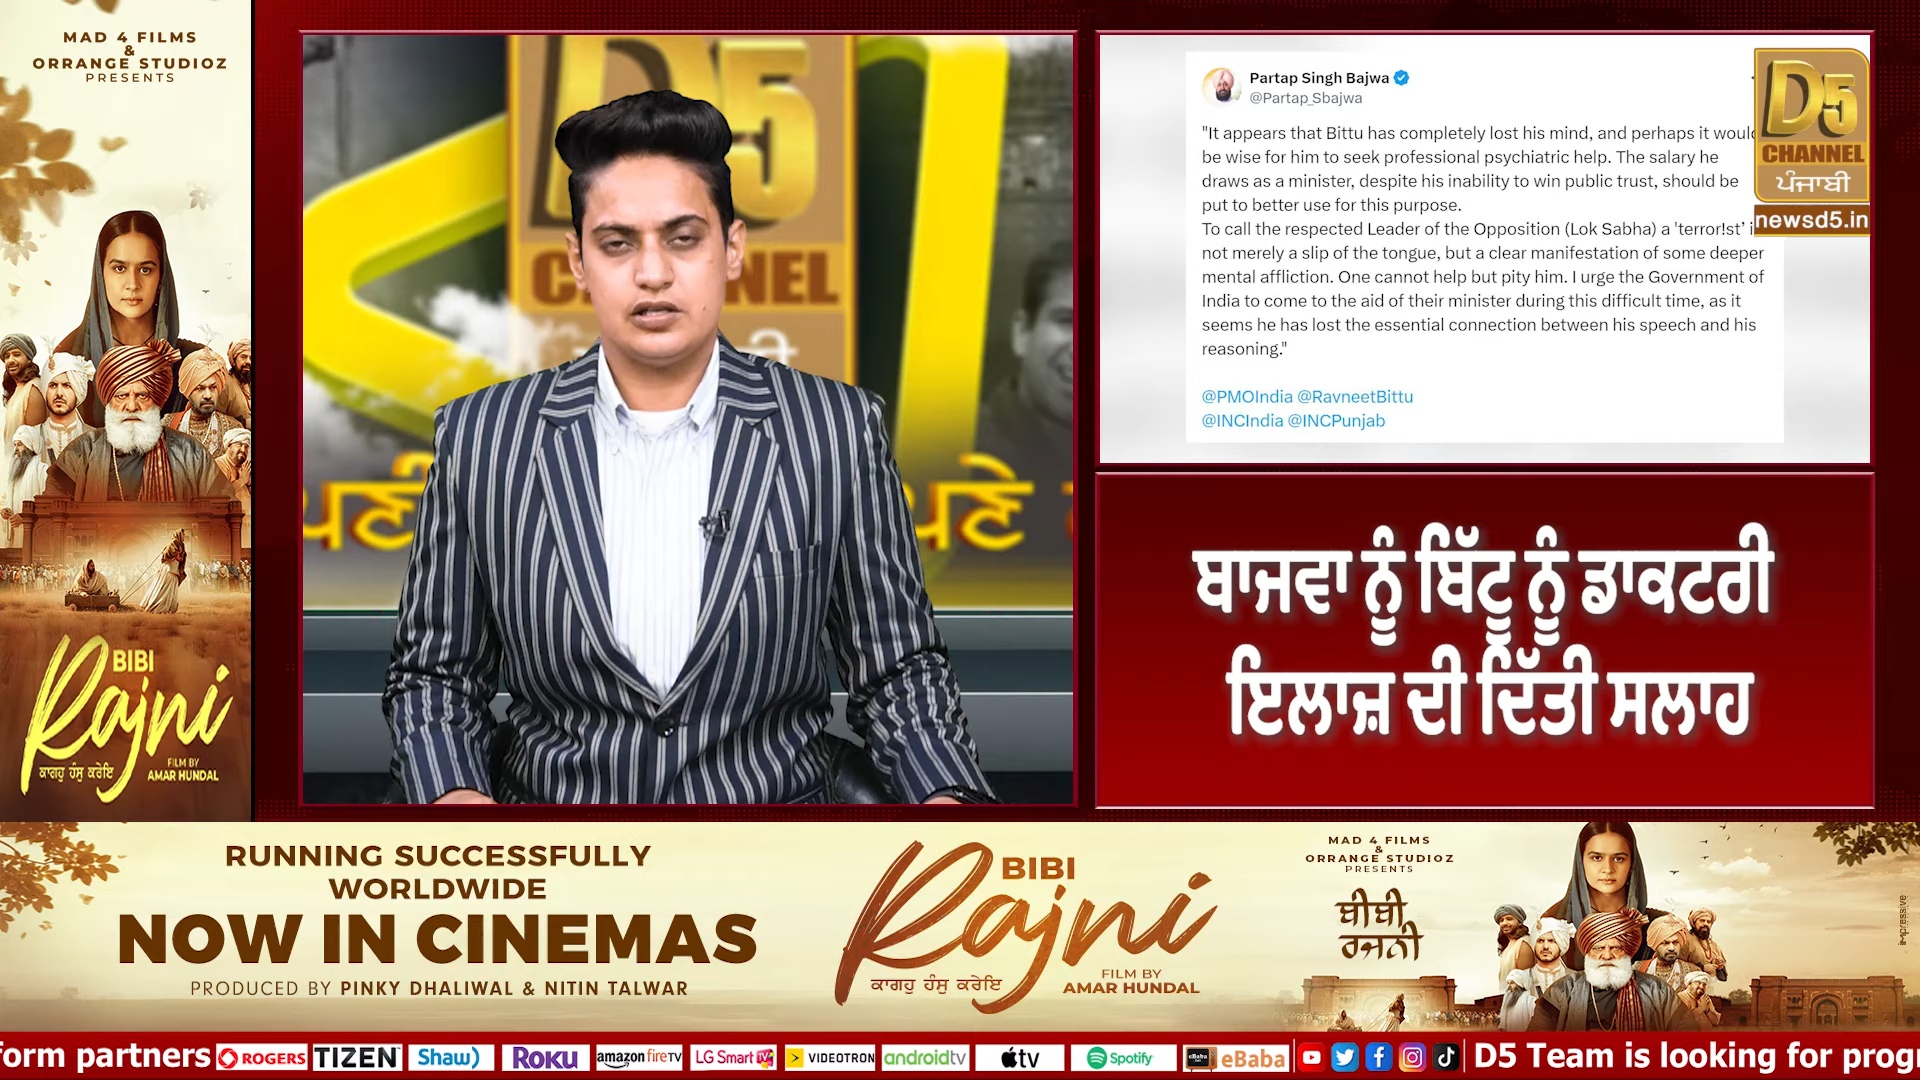 MAD 4 FILMS
&
ORRANGE STUDIOZ
PRESENTS
BIBI
Rajni
ਕਾਗਹੁ ਹੰਸੁ ਕਰੇਇ
FILM BY
AMAR HUNDAL
D5
CHANNEL
Partap Singh Bajwa
@Partap_Sbajwa
"It appears that Bittu has completely lost his mind, and perhaps it would
be wise for him to seek professional psychiatric help. The salary he
draws as a minister, despite his inability to win public trust, should be
put to better use for this purpose.
To call the respected Leader of the Opposition (Lok Sabha) a 'terror!st'
not merely a slip of the tongue, but a clear manifestation of some deeper
mental affliction. One cannot help but pity him. I urge the Government of
India to come to the aid of their minister during this difficult time, as it
seems he has lost the essential connection between his speech and his
reasoning."
@PMOIndia @RavneetBittu
@INCIndia @INCPunjab
D5
CHANNEL
ਪੰਜਾਬੀ
newsd5.in
ਬਾਜਵਾ ਨੂੰ ਬਿੱਟੂ ਨੂੰ ਡਾਕਟਰੀ
ਇਲਾਜ਼ ਦੀ ਦਿੱਤੀ ਸਲਾਹ
RUNNING SUCCESSFULLY
WORLDWIDE
NOW IN CINEMAS
PRODUCED BY PINKY DHALIWAL & NITIN TALWAR
BIBI
Rajni
ਕਾਗਹੁ ਹੰਸੁ ਕਰੇਇ
FILM BY
AMAR HUNDAL
MAD 4 FILMS
&
ORRANGE STUDIOZ
PRESENTS
ਬੀਬੀ
ਰਜਨੀ
impressive
form partners ROGERS TIZEN Shaw) ROKU amazon fireTV LG Smart TV VIDEOTRON androidtv tv Spotify eBaba D5 Team is looking for prog